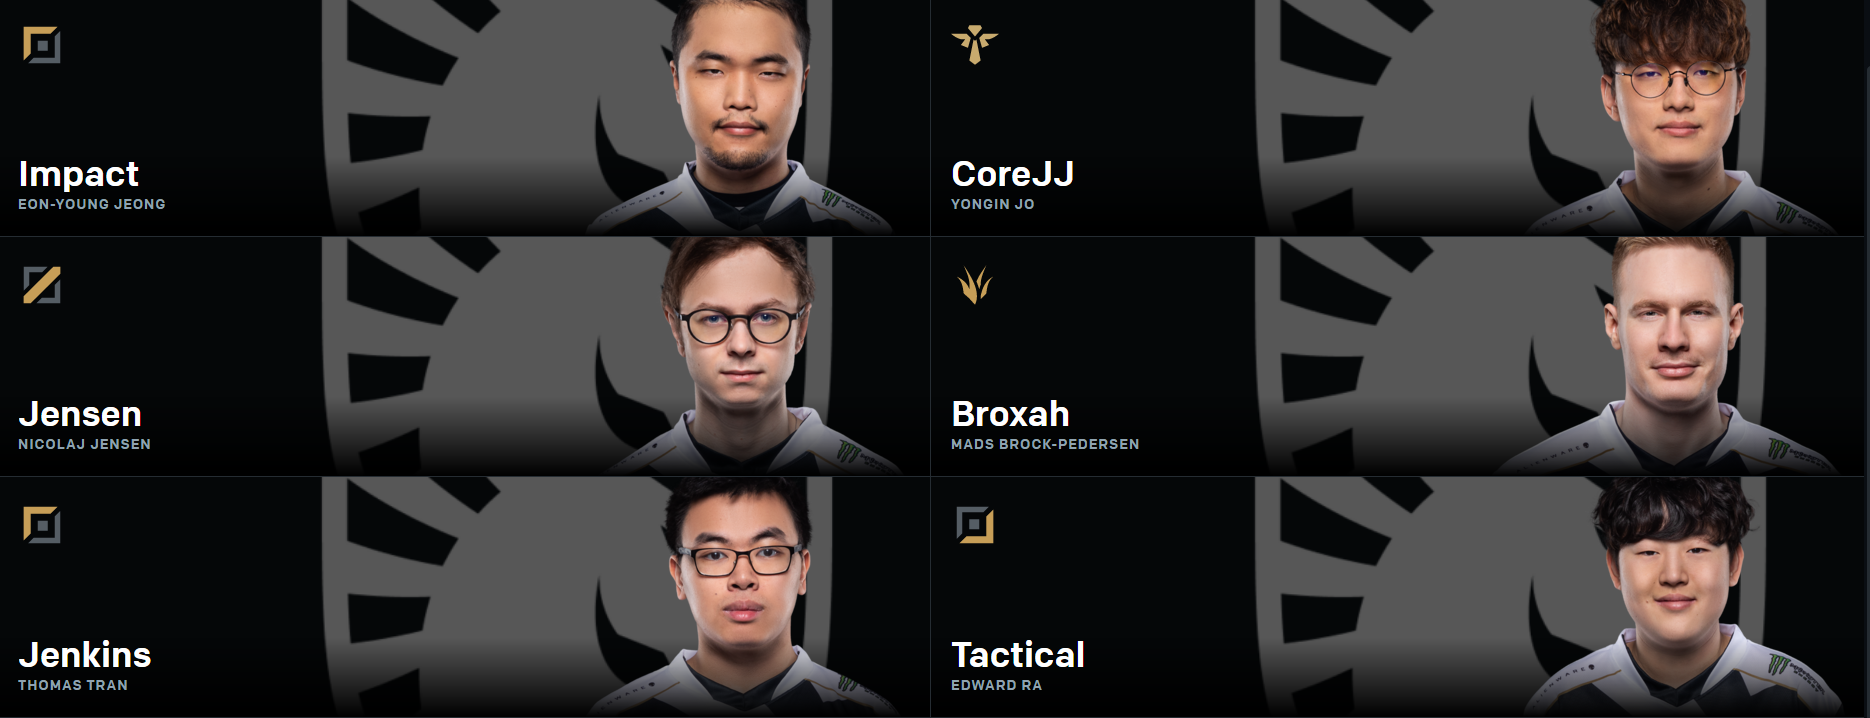 Impact
EON-YOUNG JEONG
CoreJJ
YONGIN JO
Jensen
NICOLAJ JENSEN
Broxah
MADS BROCK-PEDERSEN
Jenkins
THOMAS TRAN
Tactical
EDWARD RA